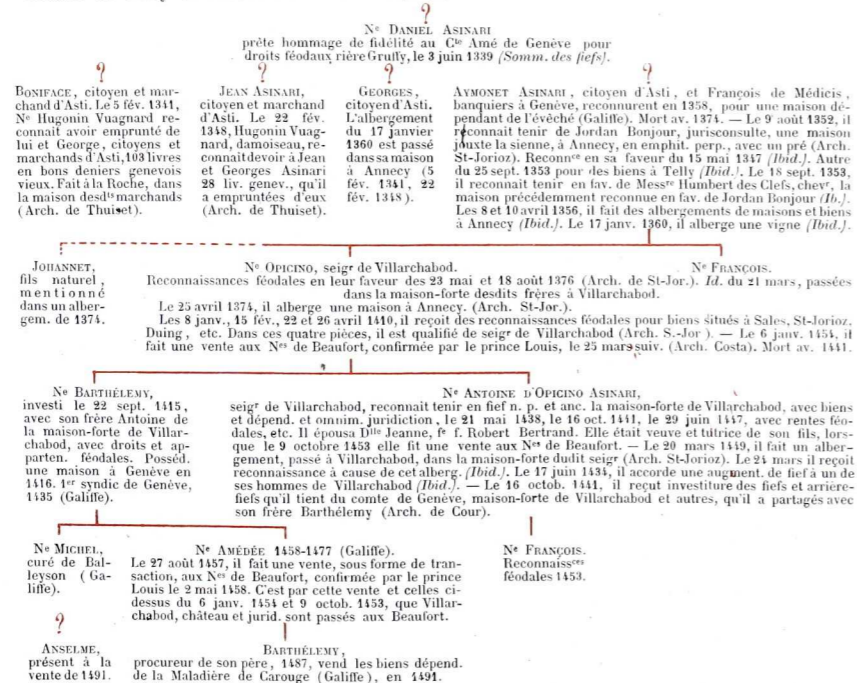 ?
Ne DANIEL ASINARI
prête hommage de fidélité au Cte Amé de Genève pour
droits féodaux rière Gruffy, le 3 juin 1339 (Somm. des fiefs).
?
BONIFACE, citoyen et mar-
chand d'Asti. Le 5 fév. 1341,
Ne Hugonin Vuagnard re-
connait avoir emprunté de
lui et George, citoyens et
marchands d'Asti, 103 livres
en bons deniers genevois
vieux. Fait à la Roche, dans
la maison desdts marchands
(Arch. de Thuiset).
?
JEAN ASINARI,
citoyen et marchand
d'Asti. Le 22 fév.
1348, Hugonin Vuag-
nard, damoiseau, re-
connait devoir à Jean
et Georges Asinari
28 liv. genev., qu'il
a empruntées d'eux
(Arch. de Thuiset).
?
GEORGES,
citoyen d'Asti.
L'albergement
du 17 janvier
1360 est passé
dans sa maison
à Annecy (5
fév. 1341, 22
fév. 1348).
?
AYMONET ASINARI, citoyen d'Asti, et François de Médicis,
banquiers à Genève, reconnurent en 1358, pour une maison dé-
pendant de l'évêché (Galiffe). Mort av. 1374. — Le 9 août 1352, il
reconnait tenir de Jordan Bonjour, jurisconsulte, une maison
jouxte la sienne, à Annecy, en emphit. perp., avec un pré (Arch.
St-Jorioz). Reconnce en sa faveur du 15 mai 1347 (Ibid.). Autre
du 25 sept. 1353 pour des biens à Telly (Ibid.). Le 18 sept. 1353,
il reconnait tenir en fav. de Messre Humbert des Clefs, chevr, la
maison précédemment reconnue en fav. de Jordan Bonjour (Ib.).
Les 8 et 10 avril 1356, il fait des albergements de maisons et biens
à Annecy (Ibid.). Le 17 janv. 1360, il alberge une vigne (Ibid.).
JOHANNET,
fils naturel,
mentionné
dans un alber-
gem. de 1374.
Ne OPICINO, seigr de Villarchabod. Ne FRANÇOIS.
Reconnaissances féodales en leur faveur des 23 mai et 18 août 1376 (Arch. de St-Jor.). Id. du 21 mars, passées
dans la maison-forte desdits frères à Villarchabod.
Le 25 avril 1374, il alberge une maison à Annecy. (Arch. St-Jor.).
Les 8 janv., 15 fév., 22 et 26 avril 1410, il reçoit des reconnaissances féodales pour biens situés à Sales, St-Jorioz,
Duing, etc. Dans ces quatre pièces, il est qualifié de seigr de Villarchabod (Arch. S.-Jor). — Le 6 janv. 1454, il
fait une vente aux Nes de Beaufort, confirmée par le prince Louis, le 25 mars suiv. (Arch. Costa). Mort av. 1441.
Ne BARTHÉLEMY,
investi le 22 sept. 1415,
avec son frère Antoine de
la maison-forte de Villar-
chabod, avec droits et ap-
parten. féodales. Posséd.
une maison à Genève en
1416. 1er syndic de Genève,
1435 (Galiffe).
Ne ANTOINE D'OPICINO ASINARI,
seigr de Villarchabod, reconnait tenir en fief n. p. et anc. la maison-forte de Villarchabod, avec biens
et dépend. et omnim. juridiction, le 21 mai 1438, le 16 oct. 1441, le 29 juin 1447, avec rentes féo-
dales, etc. Il épousa Dlle Jeanne, fe f. Robert Bertrand. Elle était veuve et tutrice de son fils, lors-
que le 9 octobre 1453 elle fit une vente aux Nes de Beaufort. — Le 20 mars 1449, il fait un alber-
gement, passé à Villarchabod, dans la maison-forte dudit seigr (Arch. St-Jorioz). Le 24 mars il reçoit
reconnaissance à cause de cet alberg. (Ibid.). Le 17 juin 1434, il accorde une augment. de fief à un de
ses hommes de Villarchabod (Ibid.). — Le 16 octob. 1441, il reçut investiture des fiefs et arrière-
fiefs qu'il tient du comte de Genève, maison-forte de Villarchabod et autres, qu'il a partagés avec
son frère Barthélemy (Arch. de Cour).
Ne MICHEL,
curé de Bal-
leyson (Ga-
liffe).
Ne AMÉDÉE 1458-1477 (Galiffe).
Le 27 août 1457, il fait une vente, sous forme de tran-
saction, aux Nes de Beaufort, confirmée par le prince
Louis le 2 mai 1458. C'est par cette vente et celles ci-
dessus du 6 janv. 1454 et 9 octob. 1453, que Villar-
chabod, château et jurid. sont passés aux Beaufort.
Ne FRANÇOIS.
Reconnaissces
féodales 1453.
?
ANSELME,
présent à la
vente de 1491.
BARTHÉLEMY,
procureur de son père, 1487, vend les biens dépend.
de la Maladière de Carouge (Galiffe), en 1491.